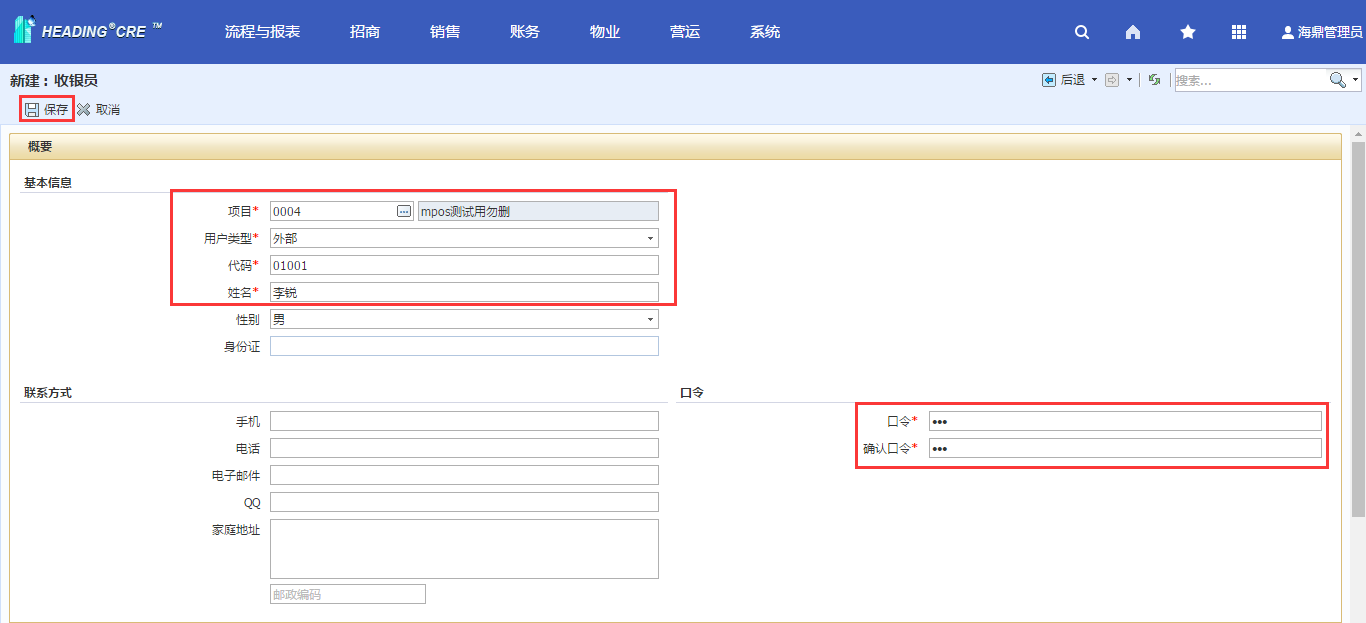 HEADING®CRE ™ 流程与报表 招商 销售 账务 物业 营运 系统 海鼎管理员
新建：收银员 后退 搜索...
保存 取消
概要
基本信息
项目* 0004 mpos测试用勿删
用户类型* 外部
代码* 01001
姓名* 李锐
性别 男
身份证
联系方式 口令
手机 口令* •••
电话 确认口令* •••
电子邮件
QQ
家庭地址
邮政编码